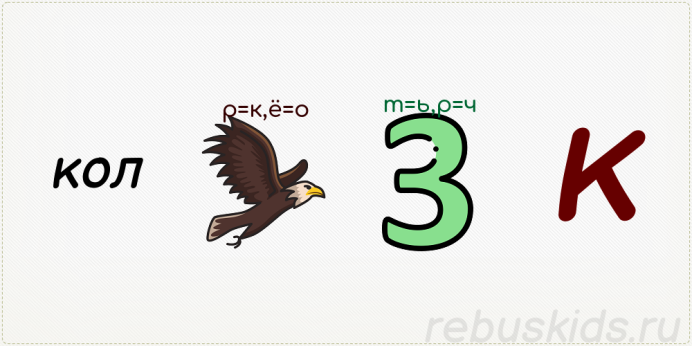 р=к,ё=о
т=ь,р=ч
кол
3
К
rebuskids.ru